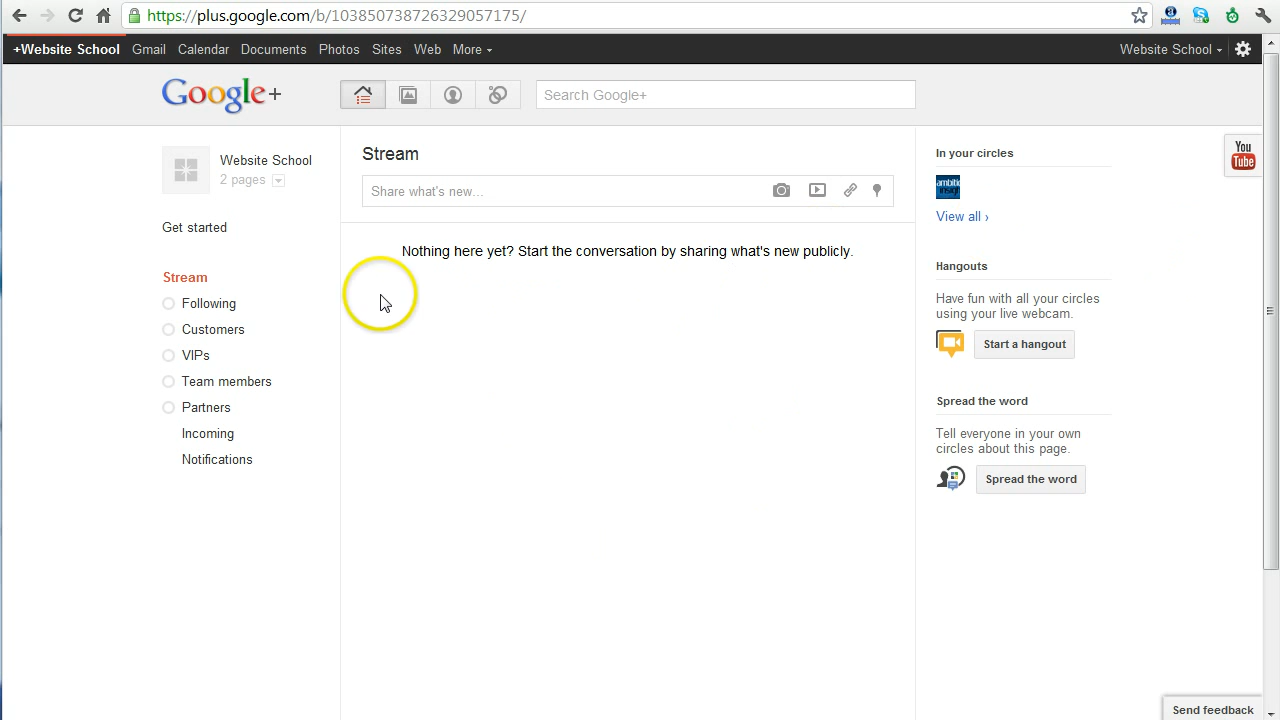 https://plus.google.com/b/103850738726329957175/
+Website School Gmail Calendar Documents Photos Sites Web More Website School
Google+
Search Google+
Website School
2 pages
Get started
Stream
Following
Customers
VIPs
Team members
Partners
Incoming
Notifications
Stream
Share what's new...
Nothing here yet? Start the conversation by sharing what's new publicly.
In your circles
View all ›
Hangouts
Have fun with all your circles
using your live webcam.
Start a hangout
Spread the word
Tell everyone in your own
circles about this page.
Spread the word
You
Tube
Send feedback